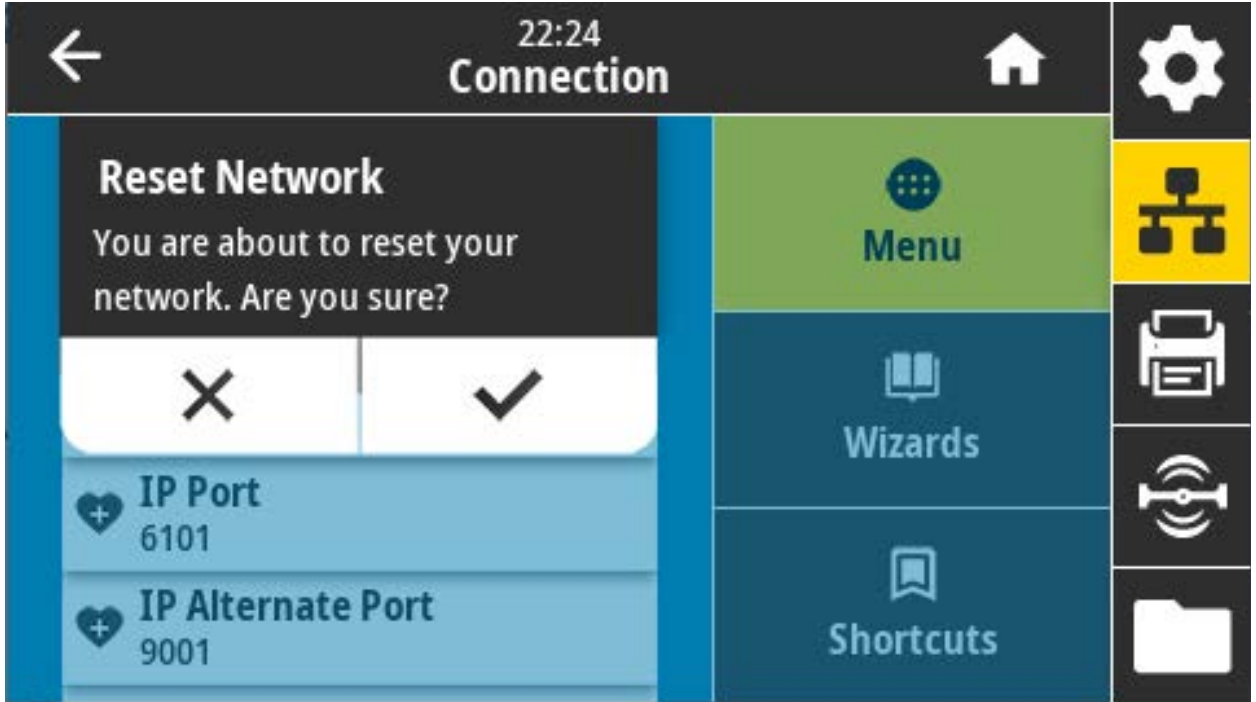 22:24
Connection
Reset Network
You are about to reset your
network. Are you sure?
IP Port
6101
IP Alternate Port
9001
Menu
Wizards
Shortcuts